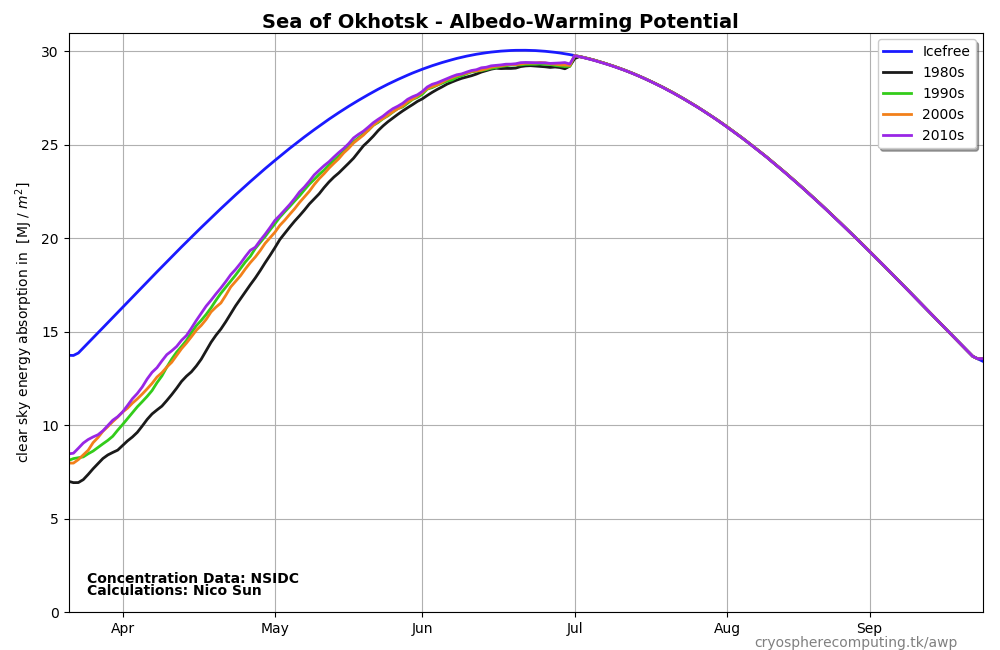 Sea of Okhotsk - Albedo-Warming Potential
30
25
20
15
10
5
0
clear sky energy absorption in [MJ / m²]
Icefree
1980s
1990s
2000s
2010s
Concentration Data: NSIDC
Calculations: Nico Sun
Apr May Jun Jul Aug Sep
cryospherecomputing.tk/awp